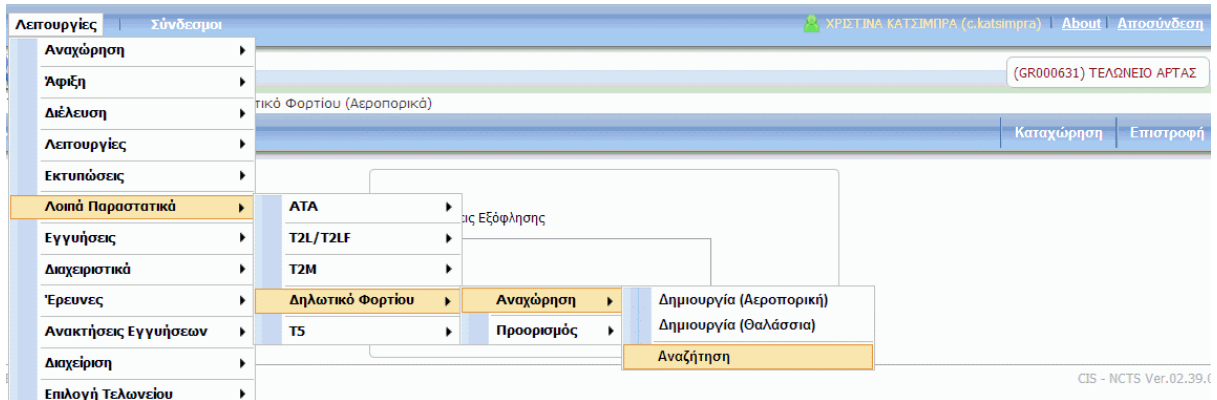 Λειτουργίες Σύνδεσμοι ΧΡΙΣΤΙΝΑ ΚΑΤΣΙΜΠΡΑ (c.katsimpra) About Αποσύνδεση
Αναχώρηση
(GR000631) ΤΕΛΩΝΕΙΟ ΑΡΤΑΣ
Άφιξη
τικό Φορτίου (Αεροπορικά)
Διέλευση
Καταχώρηση Επιστροφή
Λειτουργίες
Εκτυπώσεις
Λοιπά Παραστατικά ATA
ις Εξόφλησης
Εγγυήσεις T2L/T2LF
Διαχειριστικά T2M
Έρευνες Δηλωτικό Φορτίου Αναχώρηση Δημιουργία (Αεροπορική)
Ανακτήσεις Εγγυήσεων T5 Προορισμός Δημιουργία (Θαλάσσια)
Διαχείριση Αναζήτηση
CIS - NCTS Ver.02.39.0
Επιλογή Τελωνείου